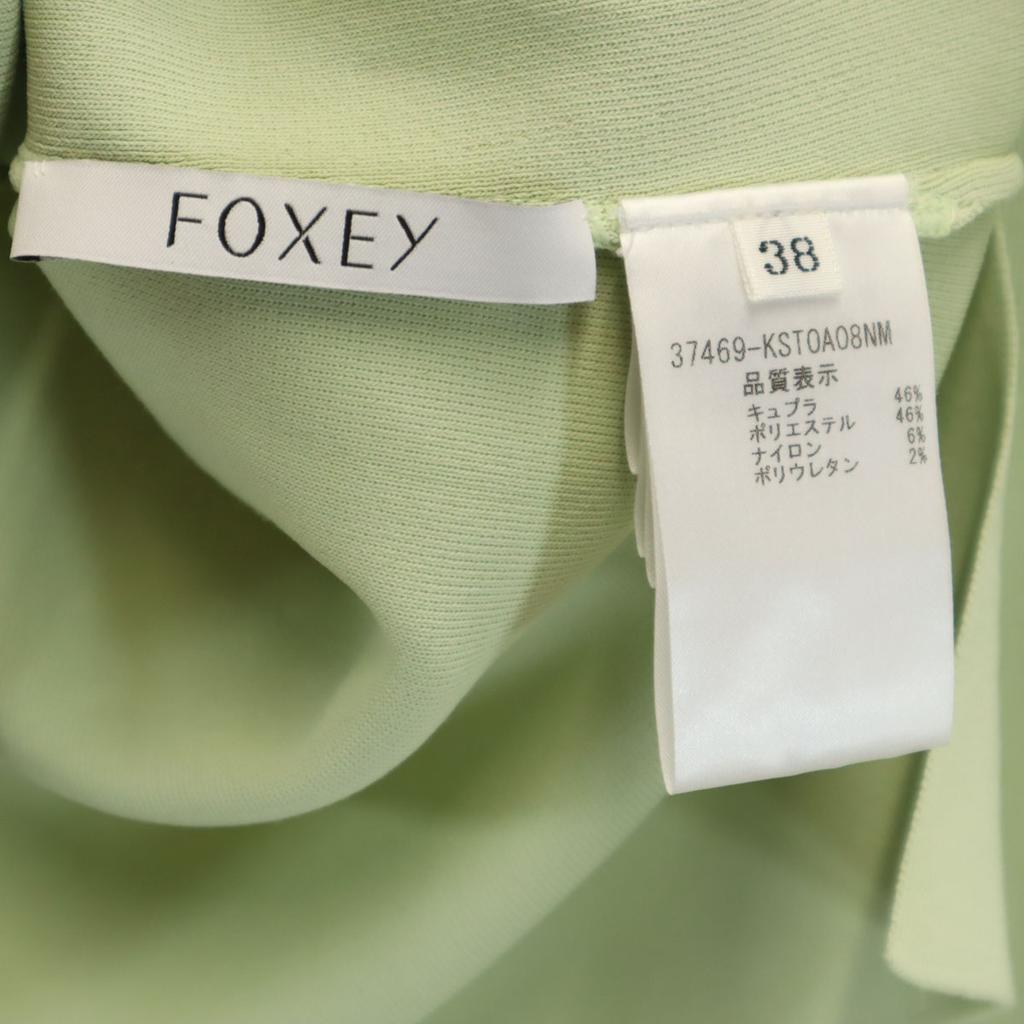 FOXEY
38
37469-KST0A08NM
品質表示
キュプラ 46%
ポリエステル 46%
ナイロン 6%
ポリウレタン 2%